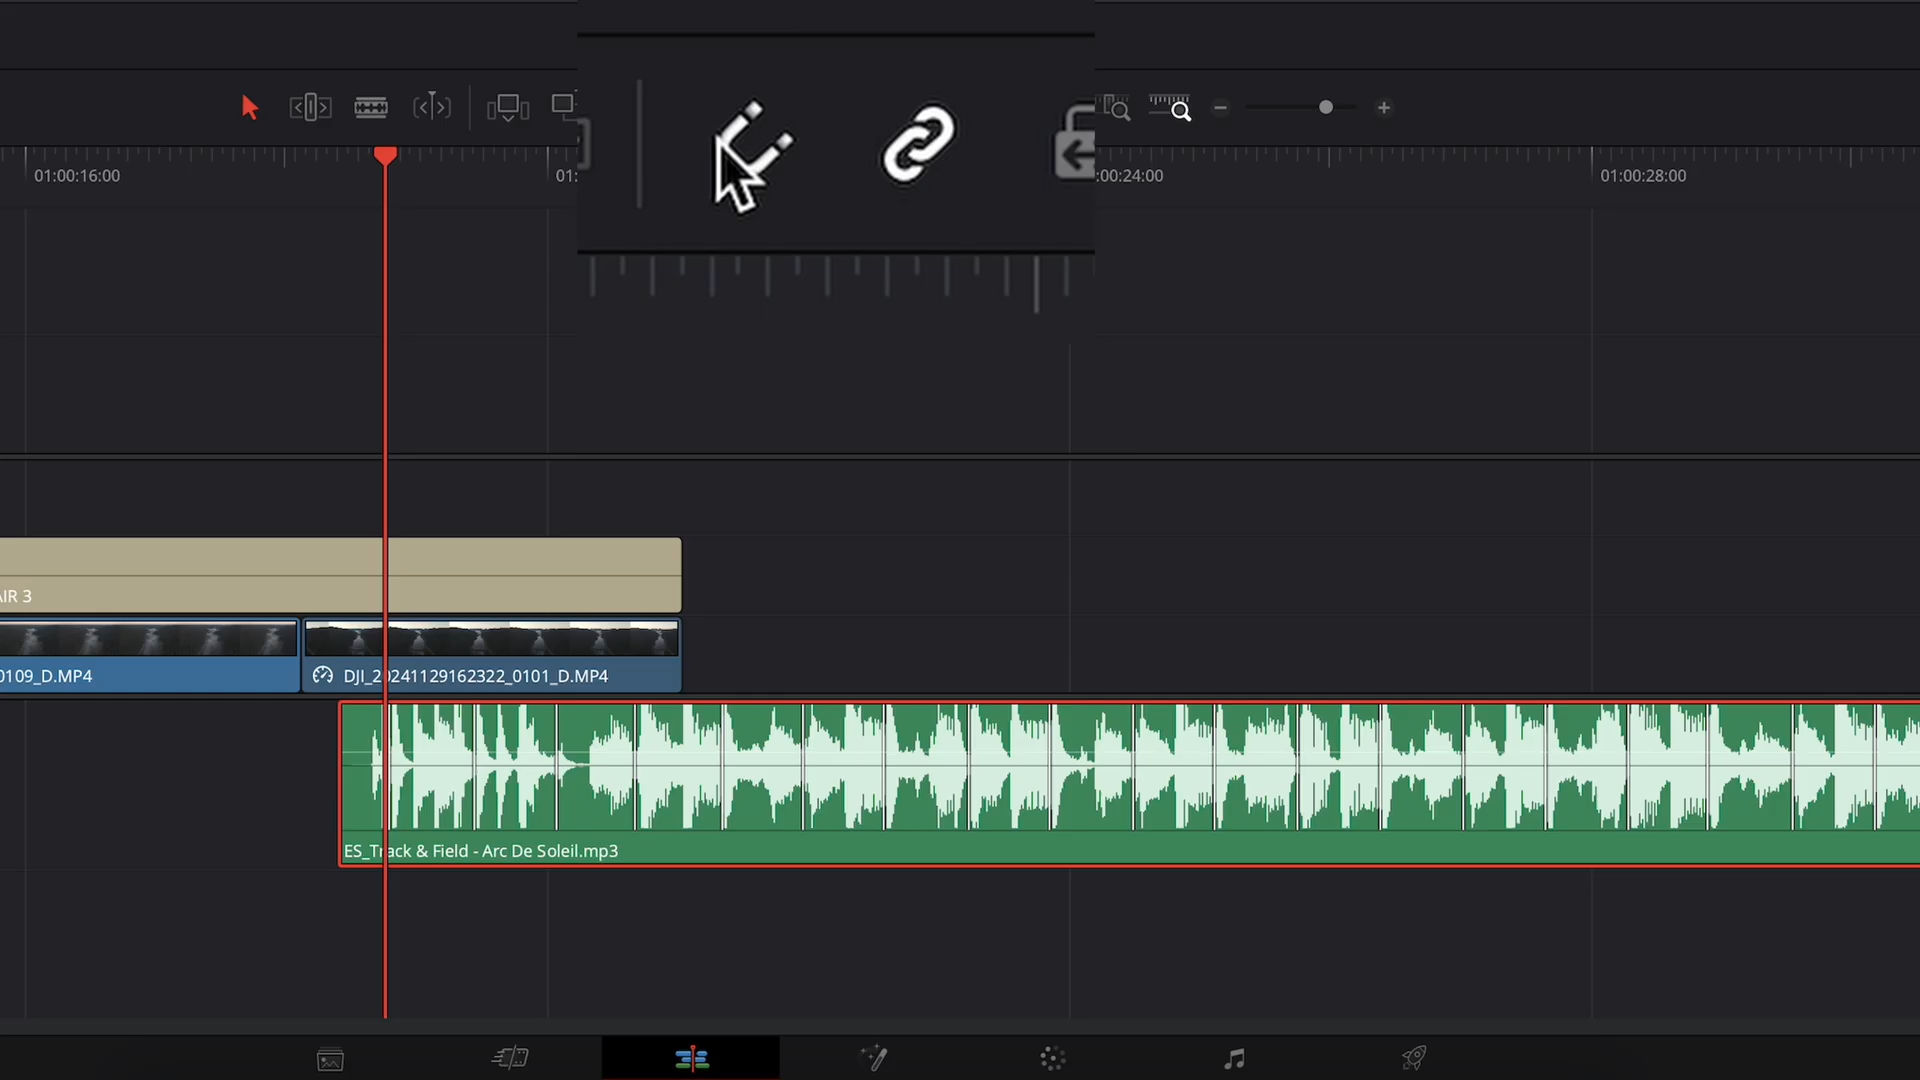 01:00:16:00
01:
:00:24:00
01:00:28:00
AIR 3
0109_D.MP4
DJI_20241129162322_0101_D.MP4
ES_Track & Field - Arc De Soleil.mp3